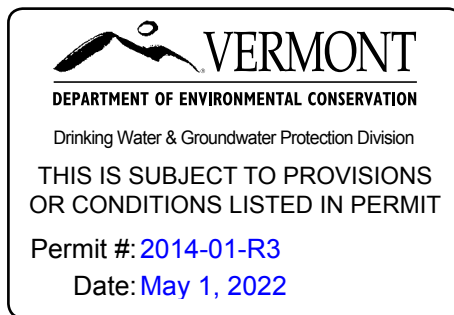 VERMONT
DEPARTMENT OF ENVIRONMENTAL CONSERVATION
Drinking Water & Groundwater Protection Division
THIS IS SUBJECT TO PROVISIONS
OR CONDITIONS LISTED IN PERMIT
Permit #: 2014-01-R3
Date: May 1, 2022